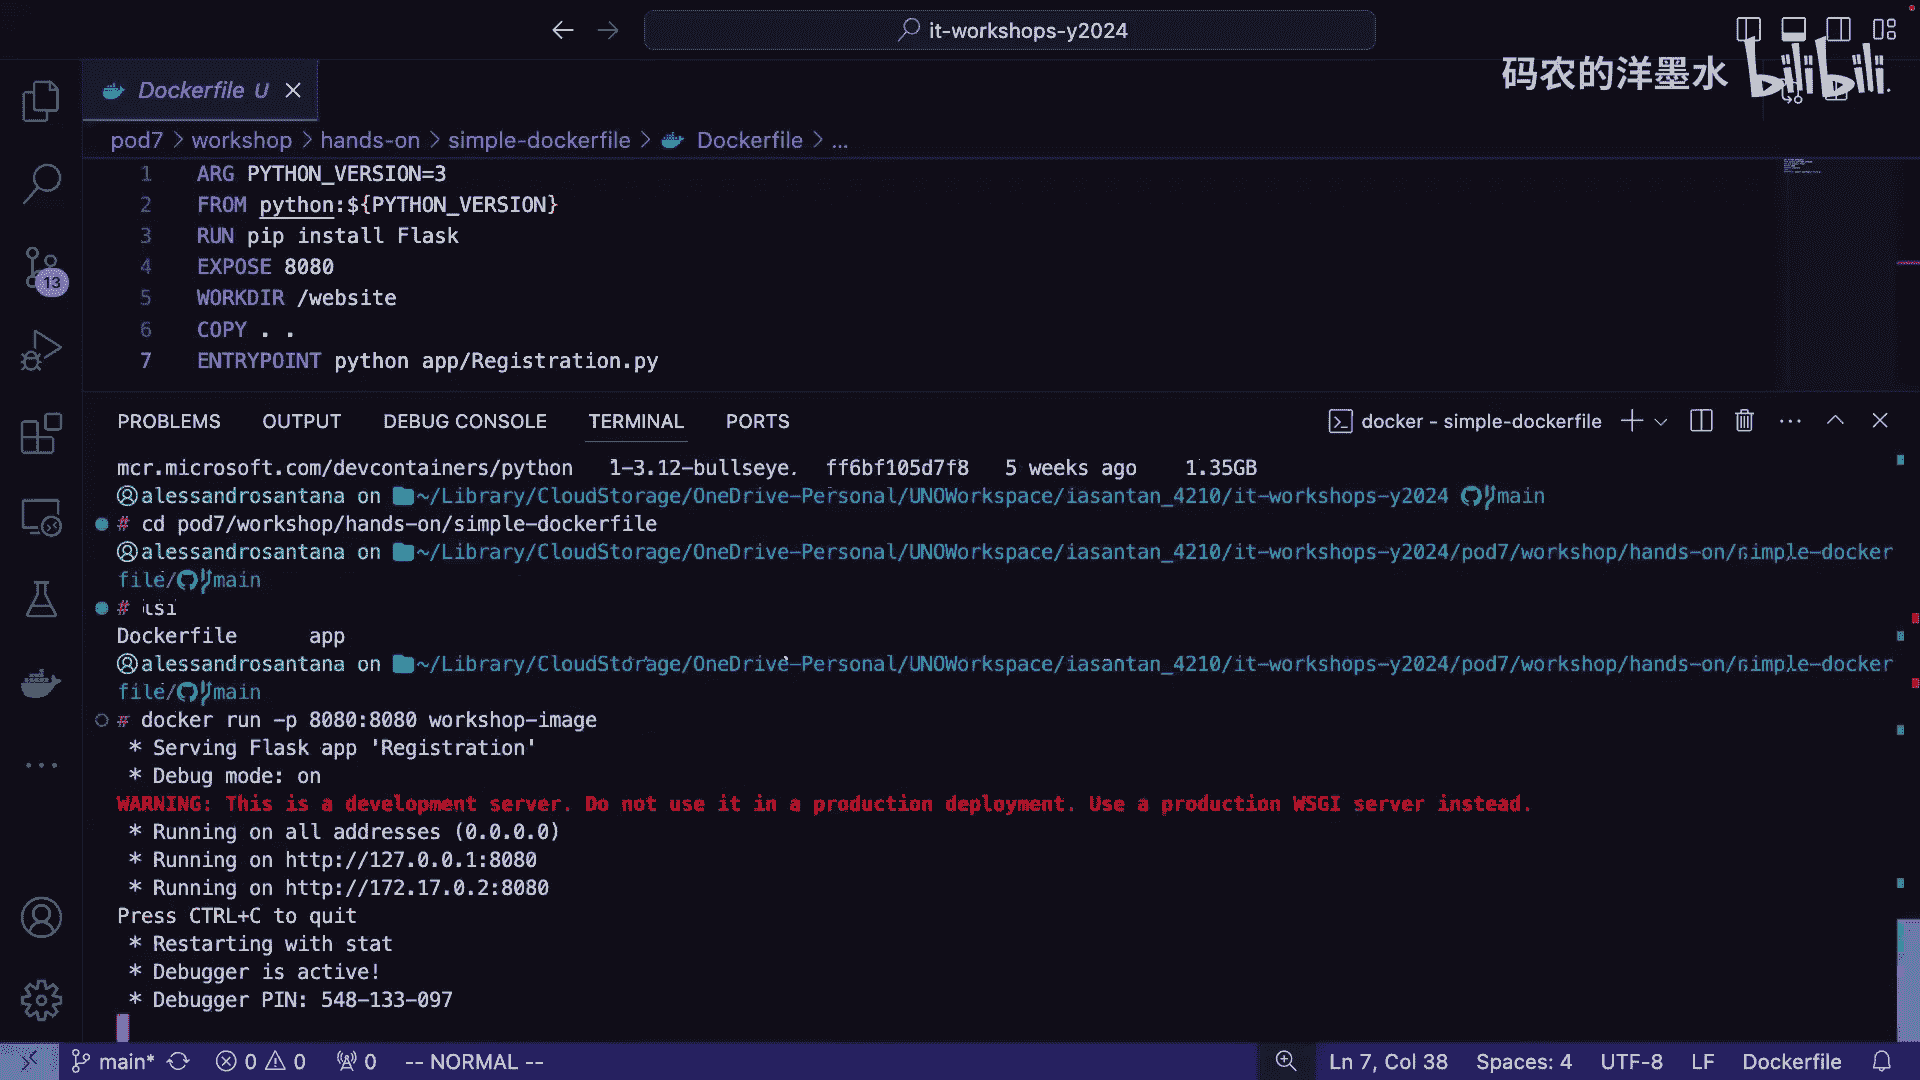 it-workshops-y2024
码农的洋墨水 bilibili
Dockerfile U
pod7 > workshop > hands-on > simple-dockerfile > Dockerfile > ...
1 ARG PYTHON_VERSION=3
2 FROM python:${PYTHON_VERSION}
3 RUN pip install Flask
4 EXPOSE 8080
5 WORKDIR /website
6 COPY . .
7 ENTRYPOINT python app/Registration.py
13
PROBLEMS OUTPUT DEBUG CONSOLE TERMINAL PORTS docker - simple-dockerfile
mcr.microsoft.com/devcontainers/python 1-3.12-bullseye. ff6bf105d7f8 5 weeks ago 1.35GB
alessandrosantana on ~/Library/CloudStorage/OneDrive-Personal/UNOWorkspace/iasantan_4210/it-workshops-y2024 main
# cd pod7/workshop/hands-on/simple-dockerfile
alessandrosantana on ~/Library/CloudStorage/OneDrive-Personal/UNOWorkspace/iasantan_4210/it-workshops-y2024/pod7/workshop/hands-on/simple-docker
file/ main
#
Dockerfile app
alessandrosantana on ~/Library/CloudStorage/OneDrive-Personal/UNOWorkspace/iasantan_4210/it-workshops-y2024/pod7/workshop/hands-on/simple-docker
file/ main
# docker run -p 8080:8080 workshop-image
* Serving Flask app 'Registration'
* Debug mode: on
WARNING: This is a development server. Do not use it in a production deployment. Use a production WSGI server instead.
* Running on all addresses (0.0.0.0)
* Running on http://127.0.0.1:8080
* Running on http://172.17.0.2:8080
Press CTRL+C to quit
* Restarting with stat
* Debugger is active!
* Debugger PIN: 548-133-097
main* 0 0 0 -- NORMAL -- Ln 7, Col 38 Spaces: 4 UTF-8 LF Dockerfile